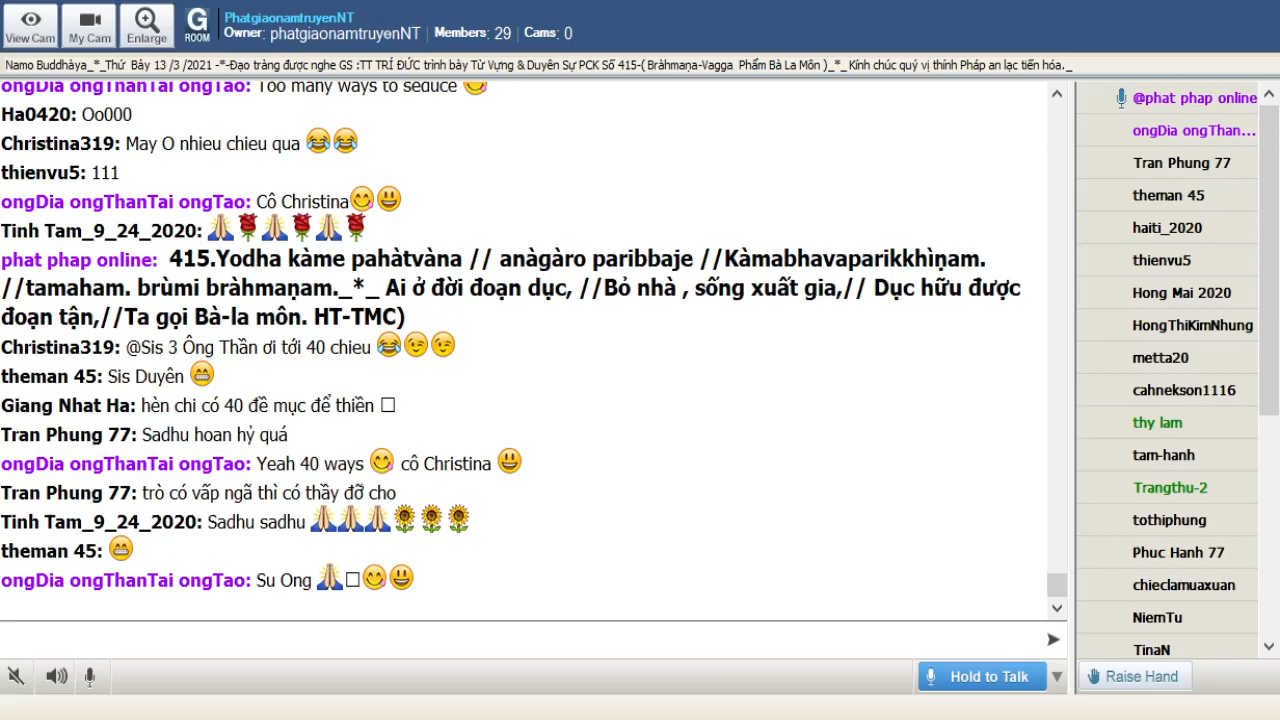 View Cam
My Cam
Enlarge
G
ROOM
PhatgiaonamtruyenNT
Owner: phatgiaonamtruyenNT | Members: 29 | Cams: 0
Namo Buddhàya_*_Thứ Bảy 13 /3 /2021 -*-Đạo tràng được nghe GS :TT TRÍ ĐỨC trình bày Từ Vựng & Duyên Sự PCK Số 415-( Bràhmaṇa-Vagga Phẩm Bà La Môn )_*_ Kính chúc quý vị thính Pháp an lạc tiến hóa._
ongDia ongThanTai ongTao: Too many ways to seduce 😋
Ha0420: Oo000
Christina319: May O nhieu chieu qua 😂😂
thienvu5: 111
ongDia ongThanTai ongTao: Cô Christina😋😃
Tinh Tam_9_24_2020: 🙏🌹🙏🌹🙏🌹
phat phap online: 415.Yodha kàme pahàtvàna // anàgàro paribbaje //Kàmabhavaparikkhìṇam.
//tamaham. brùmi bràhmaṇam._*_ Ai ở đời đoạn dục, //Bỏ nhà , sống xuất gia,// Dục hữu được
đoạn tận,//Ta gọi Bà-la môn. HT-TMC)
Christina319: @Sis 3 Ông Thần ơi tới 40 chieu 😂😉😉
theman 45: Sis Duyên 😁
Giang Nhat Ha: hèn chi có 40 đề mục để thiền □
Tran Phung 77: Sadhu hoan hỷ quá
ongDia ongThanTai ongTao: Yeah 40 ways 😋 cô Christina 😃
Tran Phung 77: trò có vấp ngã thì có thầy đỡ cho
Tinh Tam_9_24_2020: Sadhu sadhu 🙏🙏🙏🌻🌻🌻
theman 45: 😁
ongDia ongThanTai ongTao: Su Ong 🙏□😋😃
Hold to Talk
@phat phap online
ongDia ongThan...
Tran Phung 77
theman 45
haiti_2020
thienvu5
Hong Mai 2020
HongThiKimNhung
metta20
cahnekson1116
thy lam
tam-hanh
Trangthu-2
tothiphung
Phuc Hanh 77
chieclamuaxuan
NiemTu
TinaN
Raise Hand